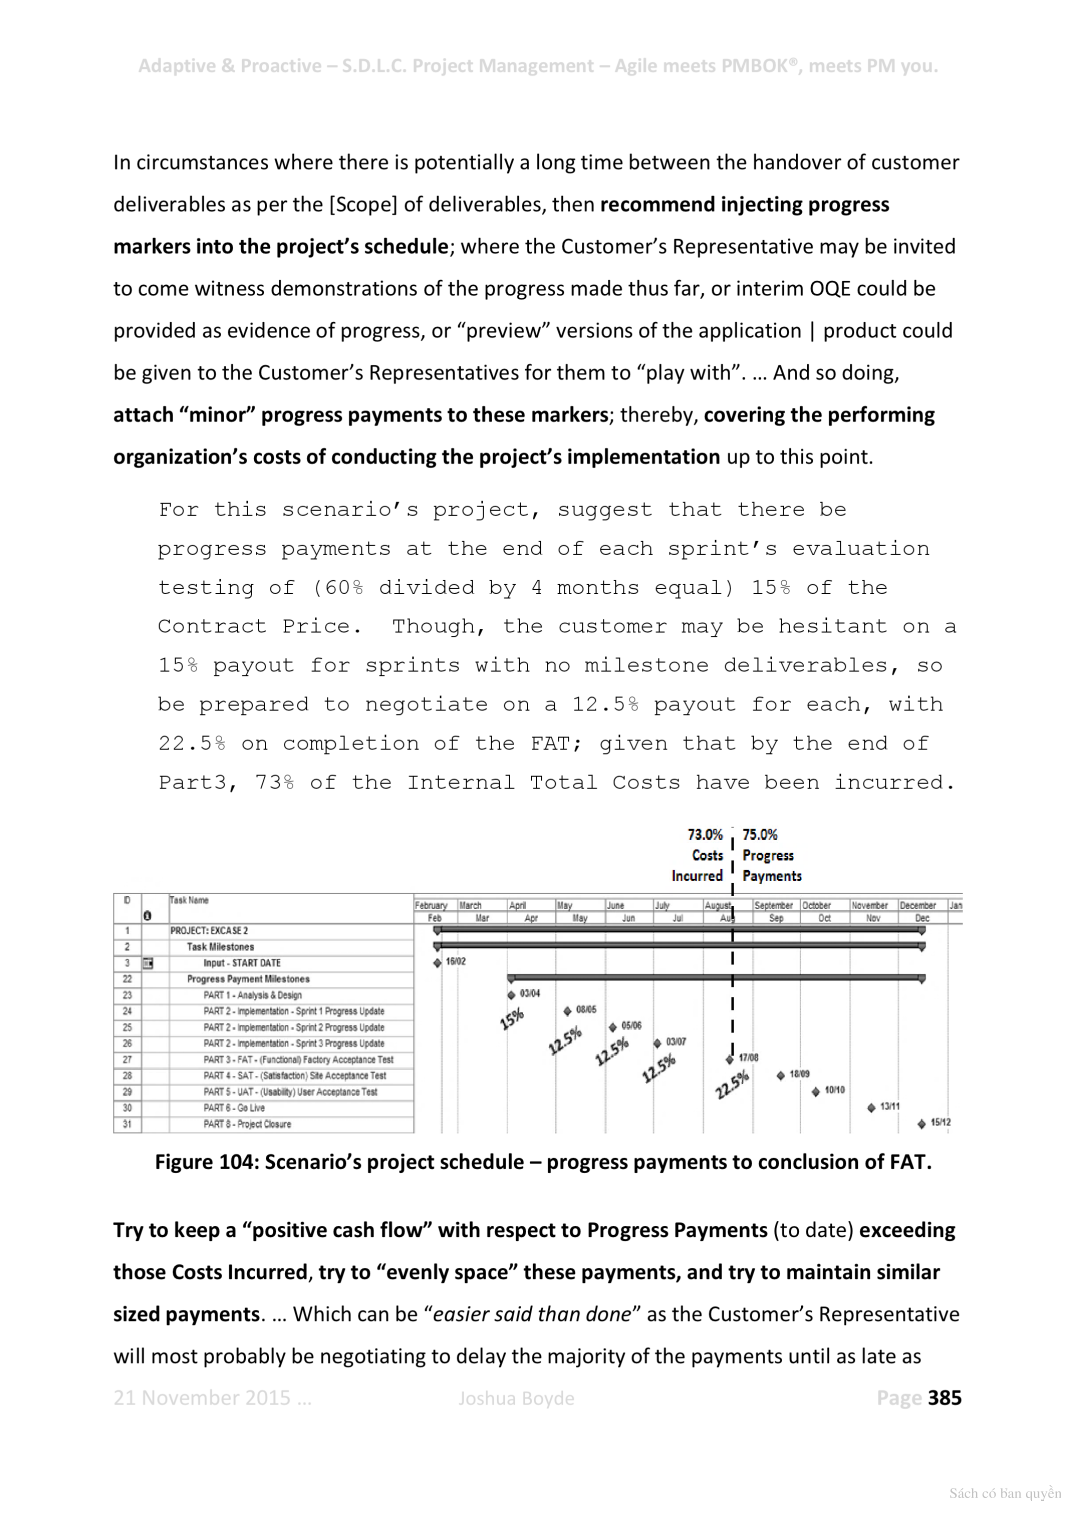 Adaptive & Proactive – S.D.L.C. Project Management – Agile meets PMBOK®, meets PM you.
In circumstances where there is potentially a long time between the handover of customer
deliverables as per the [Scope] of deliverables, then recommend injecting progress
markers into the project’s schedule; where the Customer’s Representative may be invited
to come witness demonstrations of the progress made thus far, or interim OQE could be
provided as evidence of progress, or “preview” versions of the application | product could
be given to the Customer’s Representatives for them to “play with”. … And so doing,
attach “minor” progress payments to these markers; thereby, covering the performing
organization’s costs of conducting the project’s implementation up to this point.
For this scenario’s project, suggest that there be
progress payments at the end of each sprint’s evaluation
testing of (60% divided by 4 months equal) 15% of the
Contract Price.  Though, the customer may be hesitant on a
15% payout for sprints with no milestone deliverables, so
be prepared to negotiate on a 12.5% payout for each, with
22.5% on completion of the FAT; given that by the end of
Part3, 73% of the Internal Total Costs have been incurred.
73.0% 75.0%
Costs Progress
Incurred Payments
ID Task Name February March April May June July August September October November December Jan
Feb Mar Apr May Jun Jul Aug Sep Oct Nov Dec
1 PROJECT: EXCASE 2
2 Task Milestones
3 Input - START DATE 16/02
22 Progress Payment Milestones
23 PART 1 - Analysis & Design 03/04
24 PART 2 - Implementation - Sprint 1 Progress Update 08/05
25 PART 2 - Implementation - Sprint 2 Progress Update 05/06
26 PART 2 - Implementation - Sprint 3 Progress Update 03/07
27 PART 3 - FAT - (Functional) Factory Acceptance Test 17/08
28 PART 4 - SAT - (Satisfaction) Site Acceptance Test 18/09
29 PART 5 - UAT - (Usability) User Acceptance Test 10/10
30 PART 6 - Go Live 13/11
31 PART 8 - Project Closure 15/12
15%
12.5%
12.5%
12.5%
22.5%
Figure 104: Scenario’s project schedule – progress payments to conclusion of FAT.
Try to keep a “positive cash flow” with respect to Progress Payments (to date) exceeding
those Costs Incurred, try to “evenly space” these payments, and try to maintain similar
sized payments. … Which can be “easier said than done” as the Customer’s Representative
will most probably be negotiating to delay the majority of the payments until as late as
21 November 2015 … Joshua Boyde Page 385
Sách có bản quyền